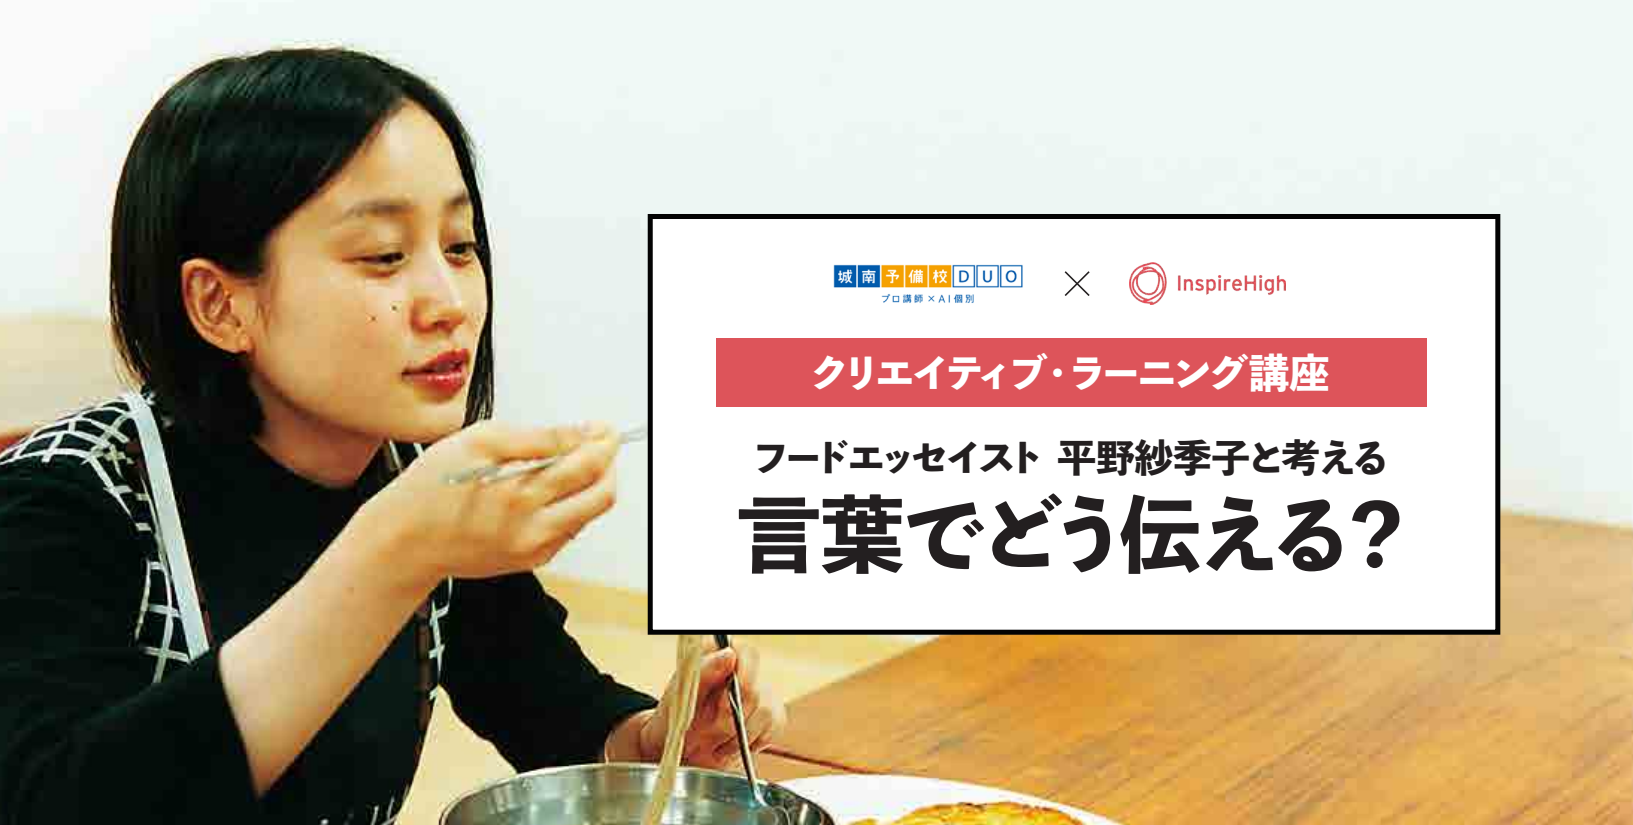 城南予備校DUO
プロ講師×AI個別
×
InspireHigh
クリエイティブ・ラーニング講座
フードエッセイスト 平野紗季子と考える
言葉でどう伝える?